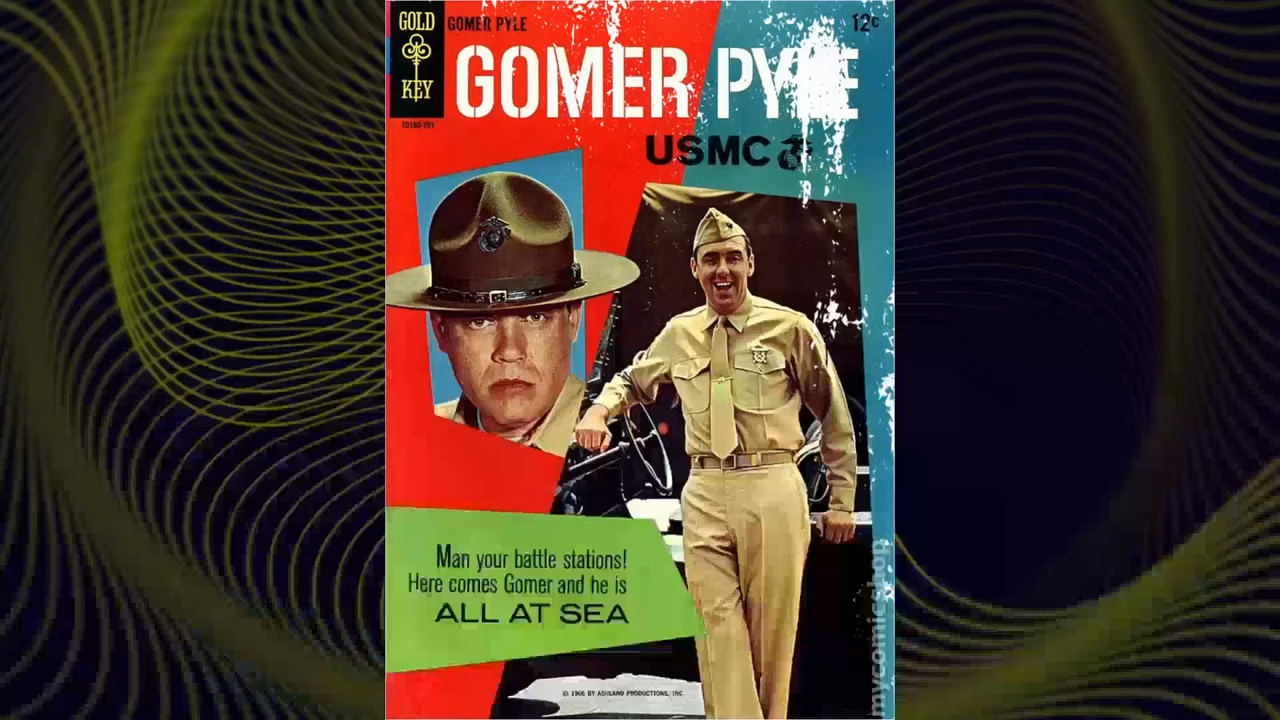 GOLD
KEY
GOMER PYLE
12c
GOMER PYLE
USMC
10180-701
Man your battle stations!
Here comes Gomer and he is
ALL AT SEA
© 1966 BY ASHLAND PRODUCTIONS, INC.
mycomicshop